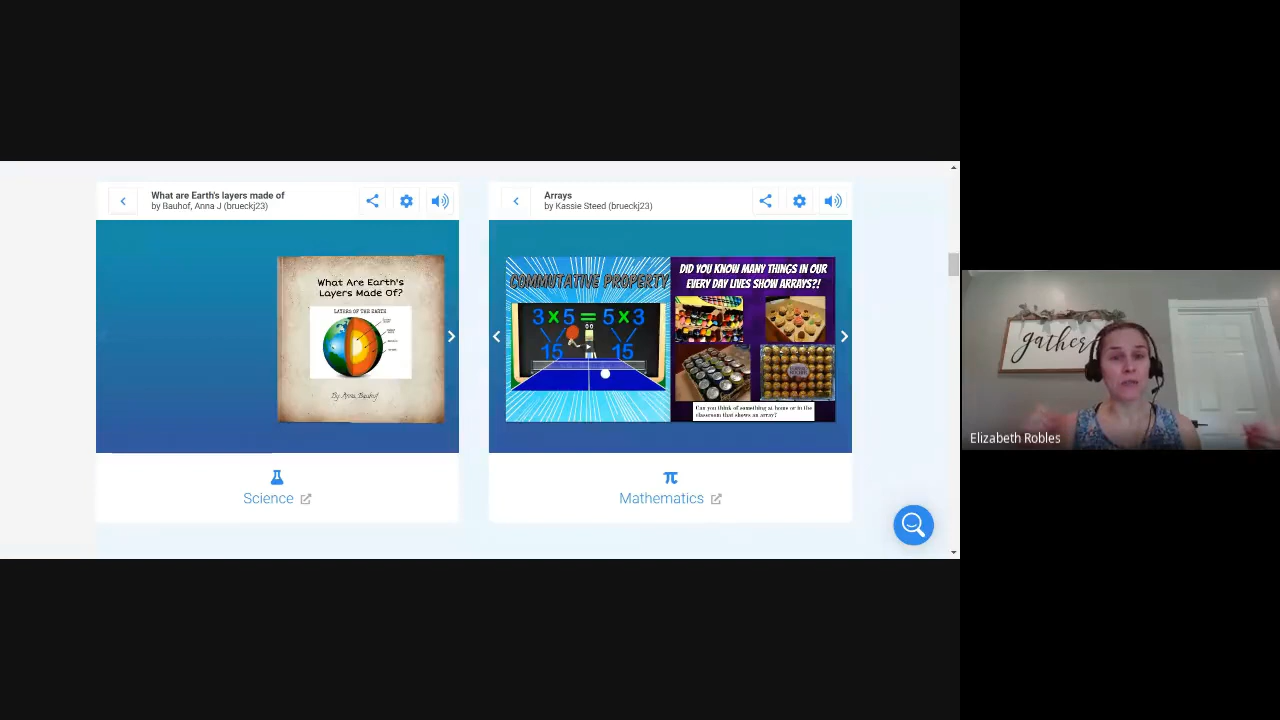 What are Earth's layers made of
by Bauhof, Anna J (brueckj23)
What Are Earth's
Layers Made Of?
LAYERS OF THE EARTH
By Anna Bauhof
Science
Arrays
by Kassie Steed (brueckj23)
COMMUTATIVE PROPERTY
3 x 5 = 5 x 3
15 15
DID YOU KNOW MANY THINGS IN OUR
EVERY DAY LIVES SHOW ARRAYS?!
Can you think of something at home or in the
classroom that shows an array?
π
Mathematics
gather
Elizabeth Robles